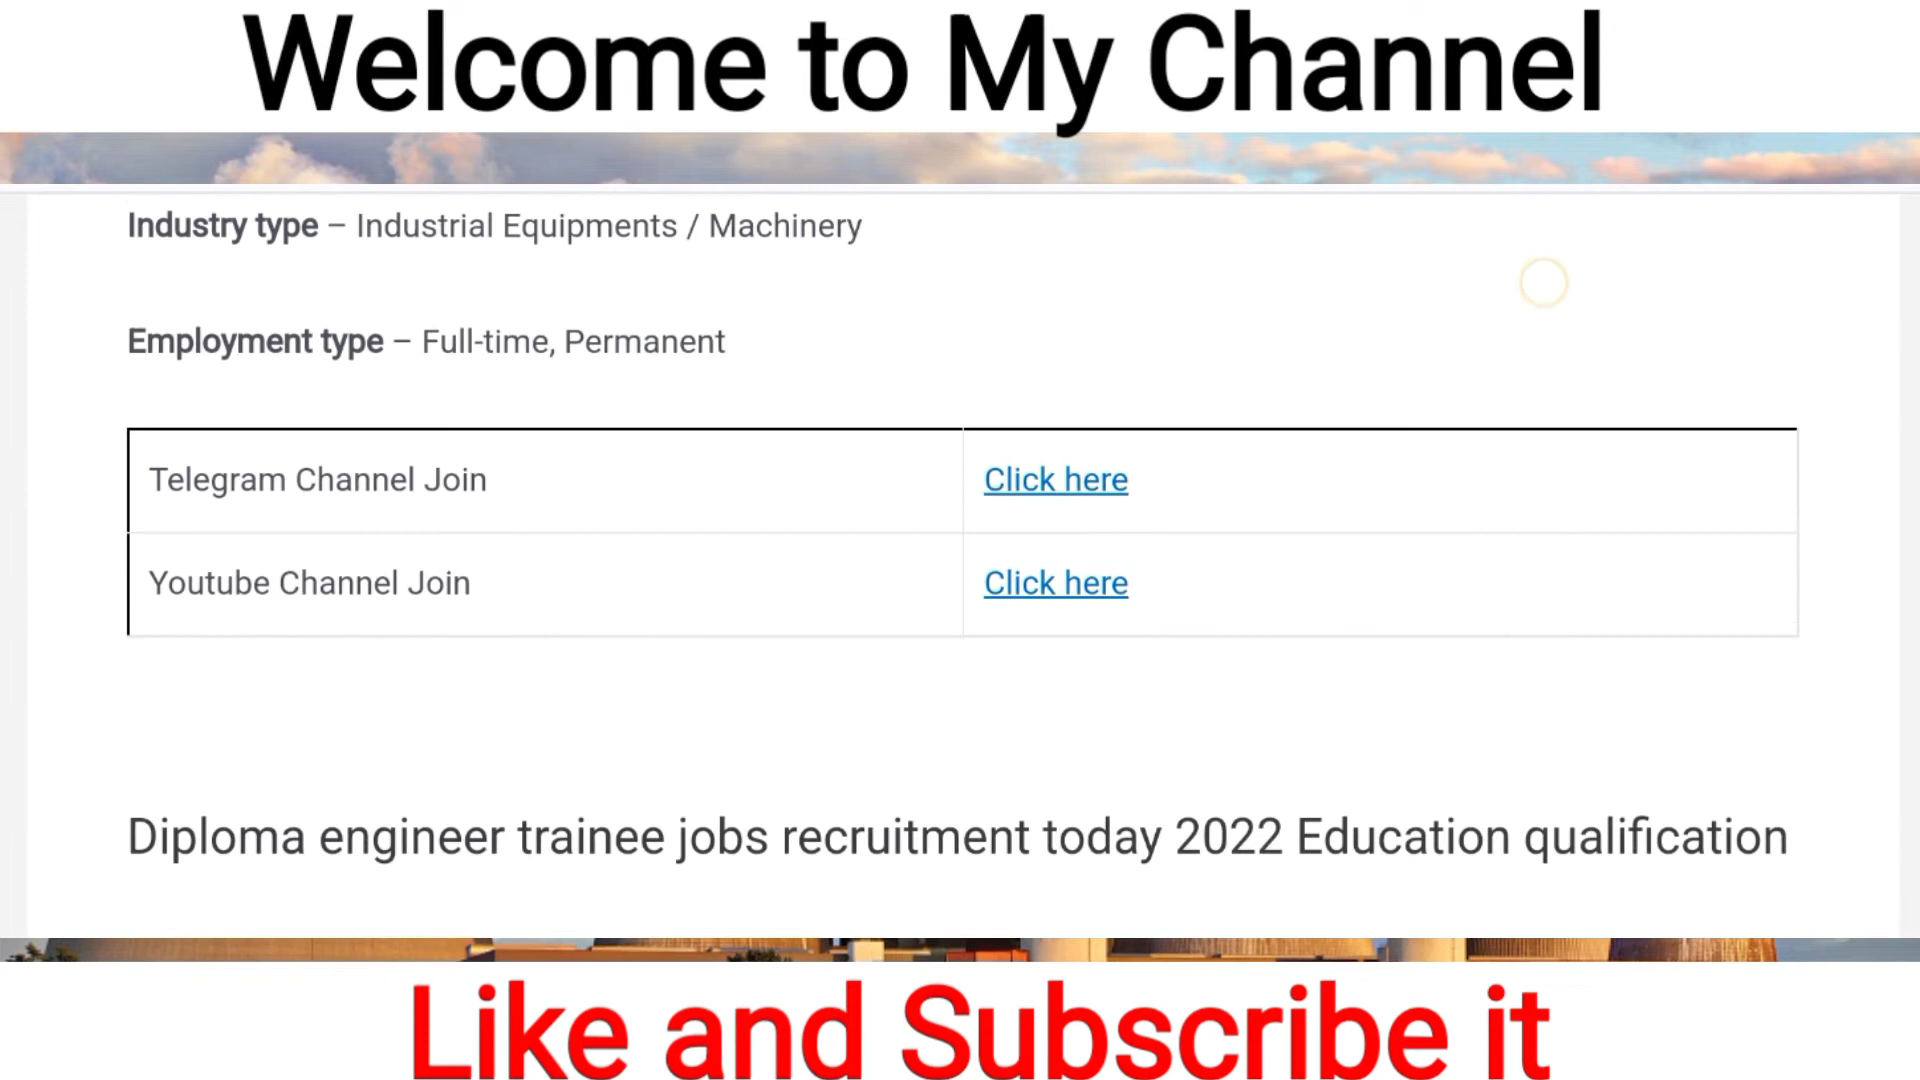 Welcome to My Channel
Industry type – Industrial Equipments / Machinery
Employment type – Full-time, Permanent
Telegram Channel Join Click here
Youtube Channel Join Click here
Diploma engineer trainee jobs recruitment today 2022 Education qualification
Like and Subscribe it